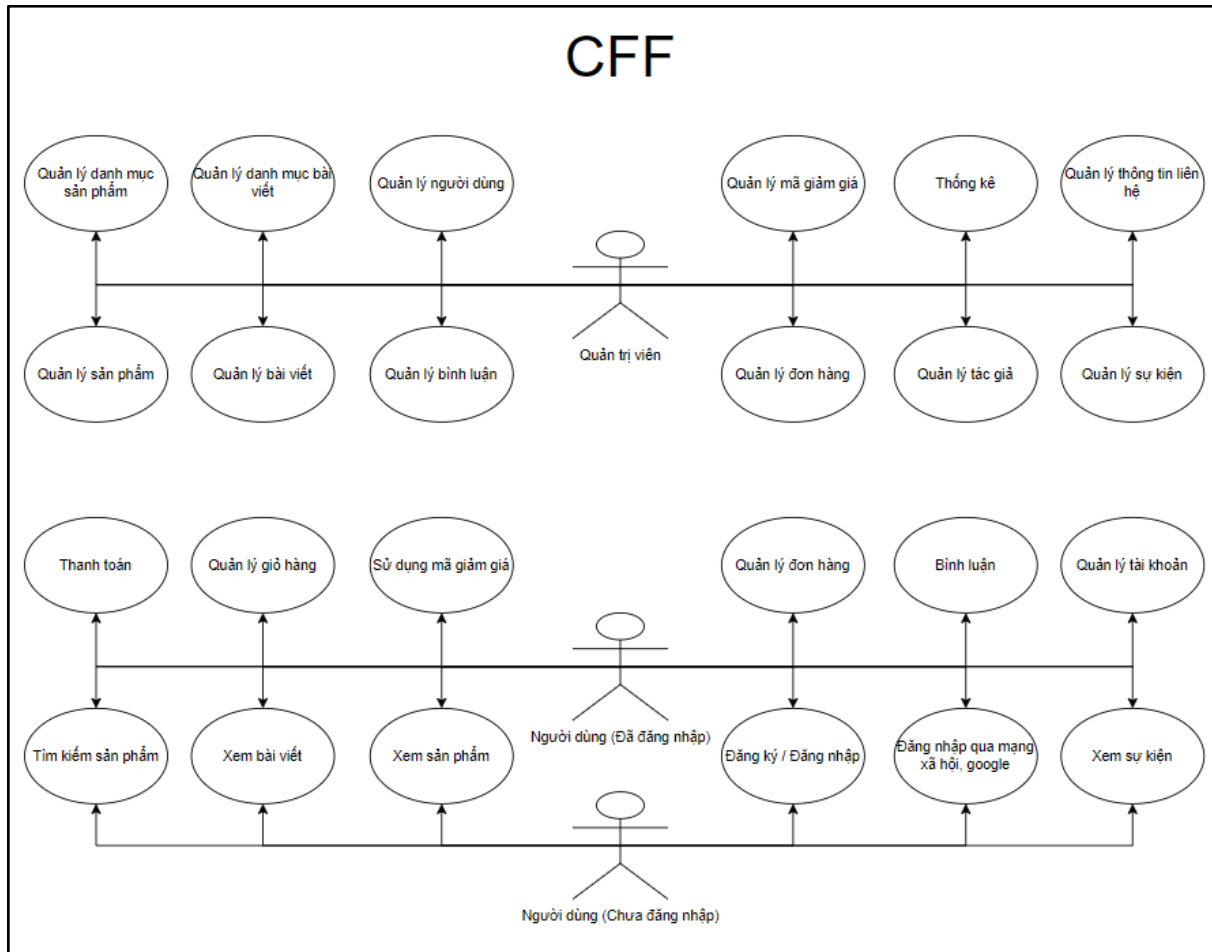 CFF
Quản lý danh mục
sản phẩm
Quản lý danh mục bài
viết
Quản lý người dùng
Quản lý mã giảm giá
Thống kê
Quản lý thông tin liên
hệ
Quản trị viên
Quản lý sản phẩm
Quản lý bài viết
Quản lý bình luận
Quản lý đơn hàng
Quản lý tác giả
Quản lý sự kiện
Thanh toán
Quản lý giỏ hàng
Sử dụng mã giảm giá
Quản lý đơn hàng
Bình luận
Quản lý tài khoản
Người dùng (Đã đăng nhập)
Tìm kiếm sản phẩm
Xem bài viết
Xem sản phẩm
Đăng ký / Đăng nhập
Đăng nhập qua mạng
xã hội, google
Xem sự kiện
Người dùng (Chưa đăng nhập)